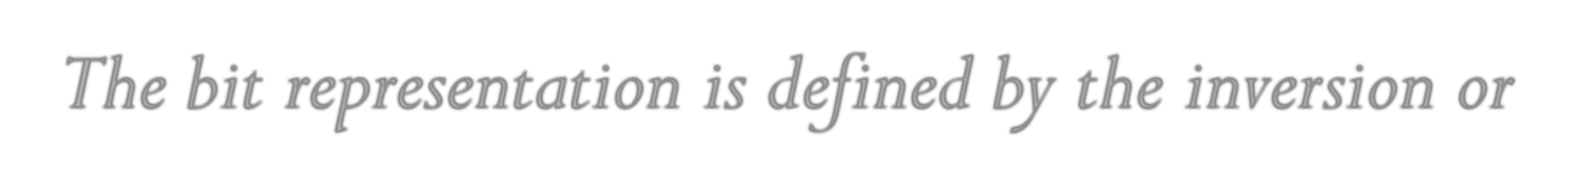 The bit representation is defined by the inversion or